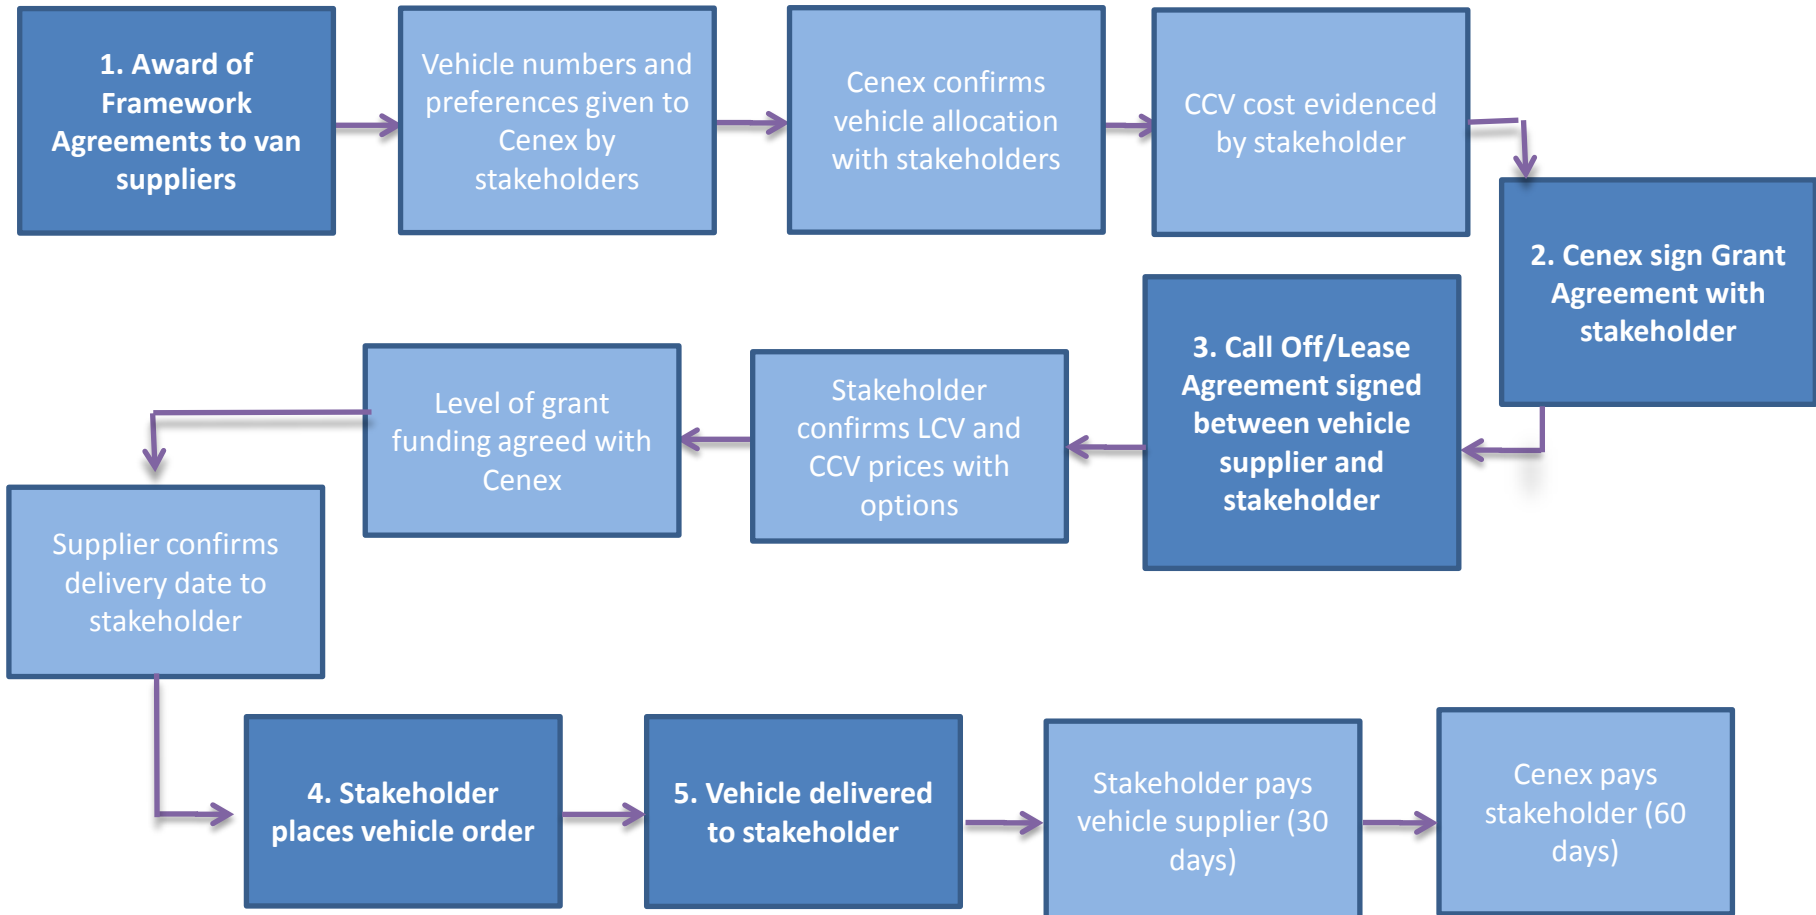 1. Award of
Framework
Agreements to van
suppliers
Vehicle numbers and
preferences given to
Cenex by
stakeholders
Cenex confirms
vehicle allocation
with stakeholders
CCV cost evidenced
by stakeholder
2. Cenex sign Grant
Agreement with
stakeholder
3. Call Off/Lease
Agreement signed
between vehicle
supplier and
stakeholder
Stakeholder
confirms LCV and
CCV prices with
options
Level of grant
funding agreed with
Cenex
Supplier confirms
delivery date to
stakeholder
4. Stakeholder
places vehicle order
5. Vehicle delivered
to stakeholder
Stakeholder pays
vehicle supplier (30
days)
Cenex pays
stakeholder (60
days)